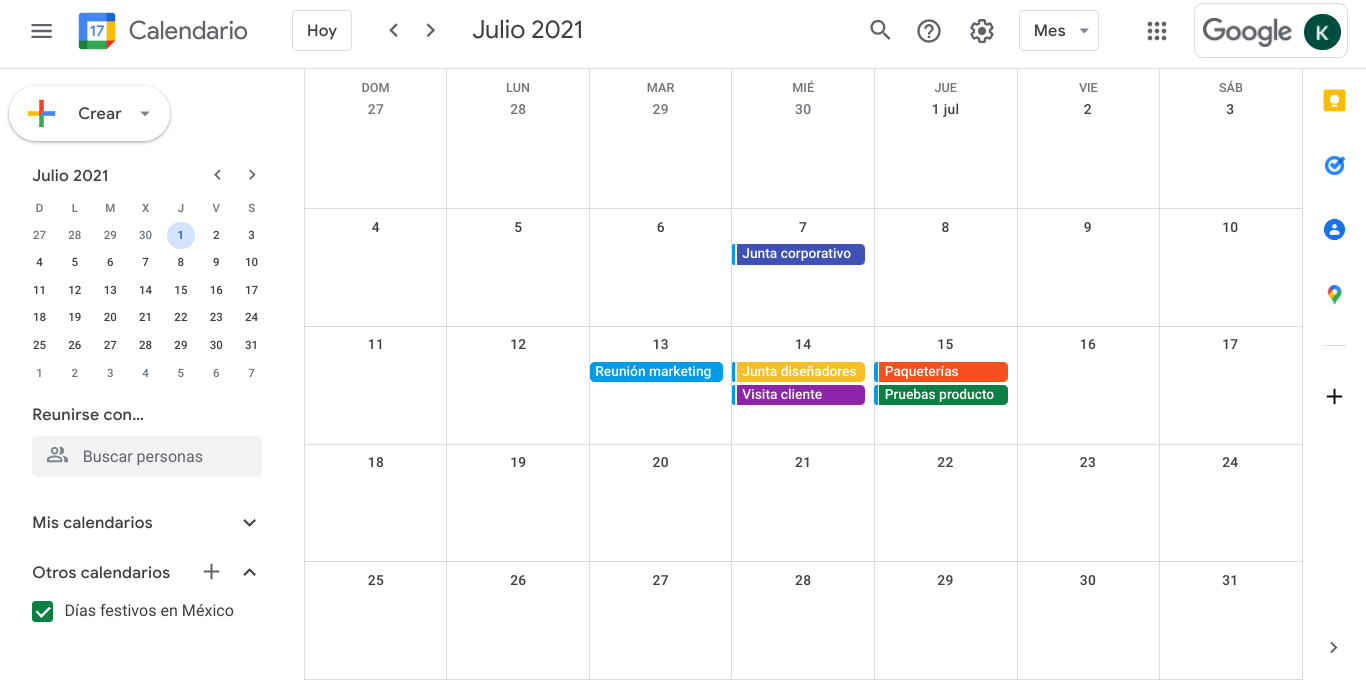 17 Calendario Hoy Julio 2021 Mes Google K
Crear
Julio 2021
D L M X J V S
27 28 29 30 1 2 3
4 5 6 7 8 9 10
11 12 13 14 15 16 17
18 19 20 21 22 23 24
25 26 27 28 29 30 31
1 2 3 4 5 6 7
Reunirse con...
Buscar personas
Mis calendarios
Otros calendarios
Días festivos en México
DOM LUN MAR MIÉ JUE VIE SÁB
27 28 29 30 1 jul 2 3
4 5 6 7 8 9 10
Junta corporativo
11 12 13 14 15 16 17
Reunión marketing Junta diseñadores Paqueterías
Visita cliente Pruebas producto
18 19 20 21 22 23 24
25 26 27 28 29 30 31